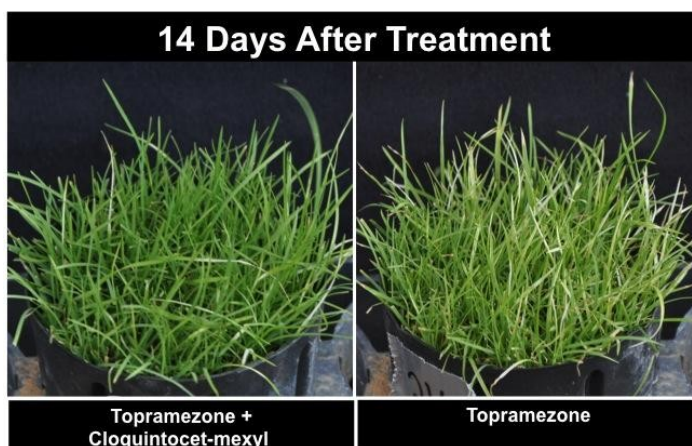 14 Days After Treatment
Topramezone +
Cloquintocet-mexyl
Topramezone